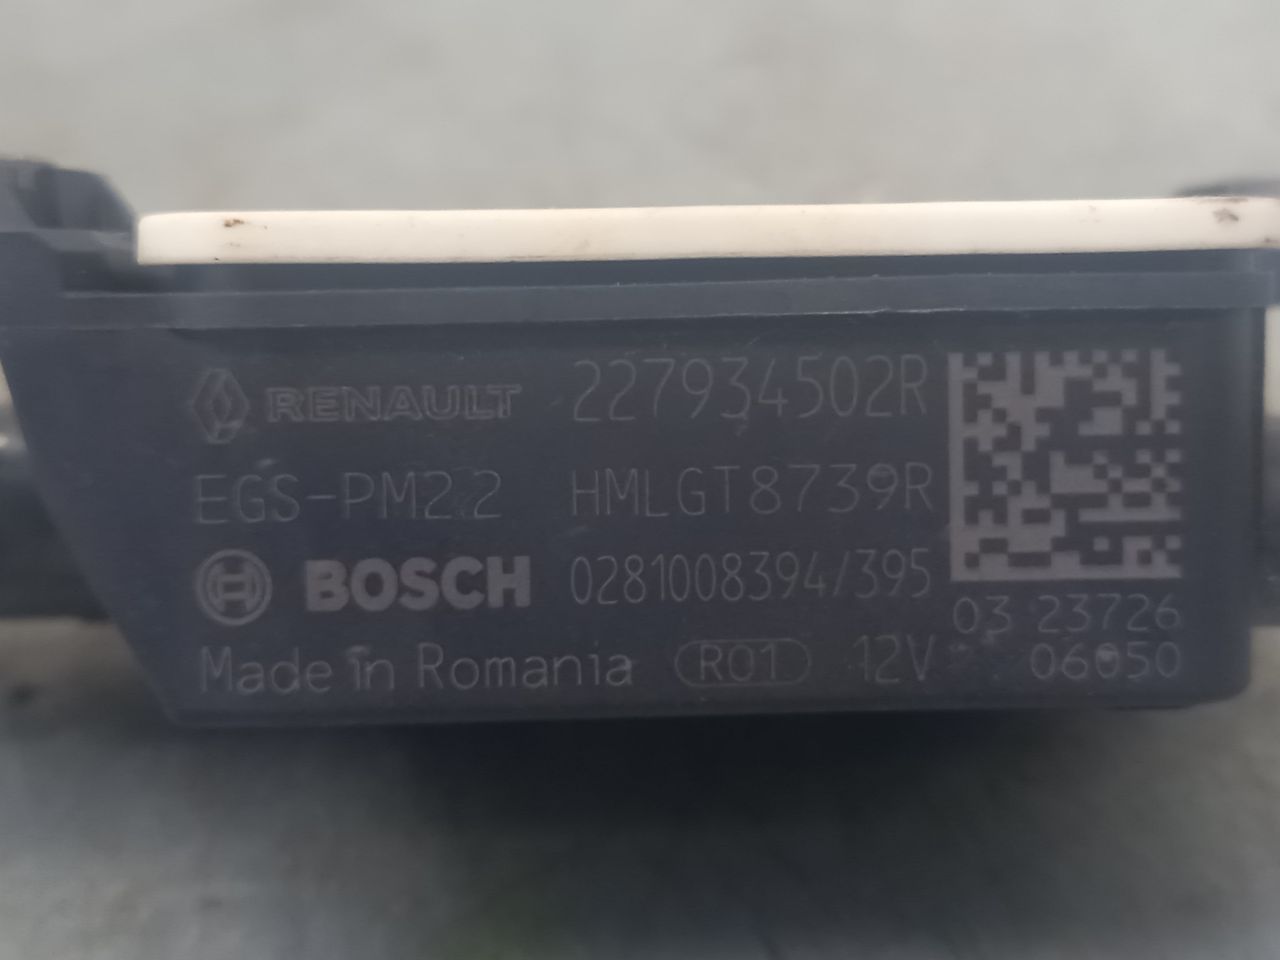 RENAULT 227934502R
EGS-PM2.2 HMLGT8739R
BOSCH 0281008394/395
03 23726
Made in Romania R01 12V 06050